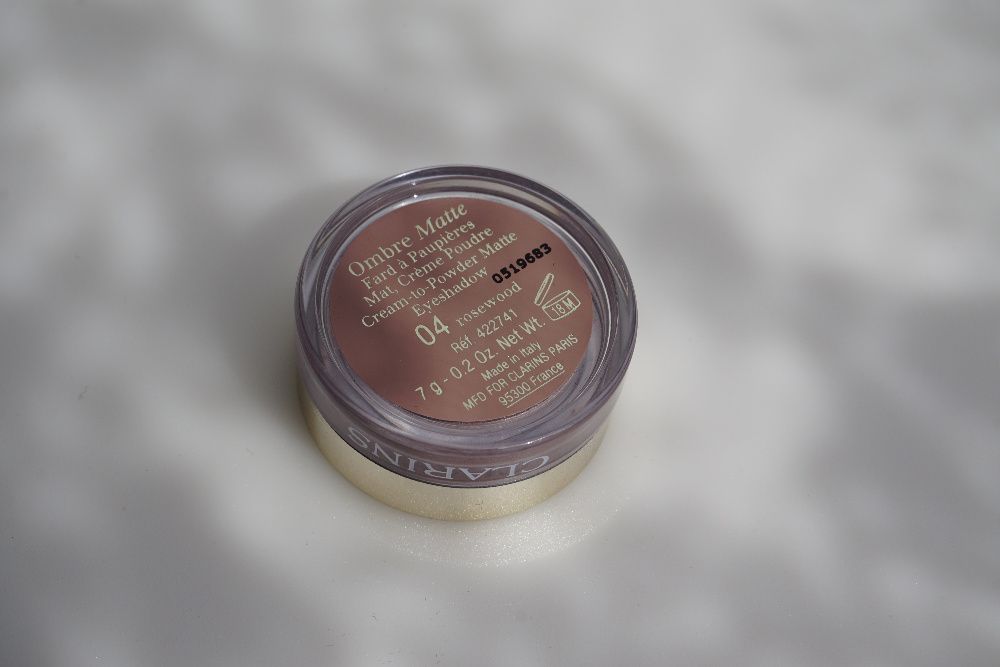 Ombre Matte
Fard à Paupières
Mat, Crème Poudre
Cream-to-Powder Matte
Eyeshadow
0519683
04 rosewood
Réf. 422741
7 g - 0.2 Oz. Net Wt.
18 M
Made in Italy
MFD FOR CLARINS PARIS
95300 France
CLARINS